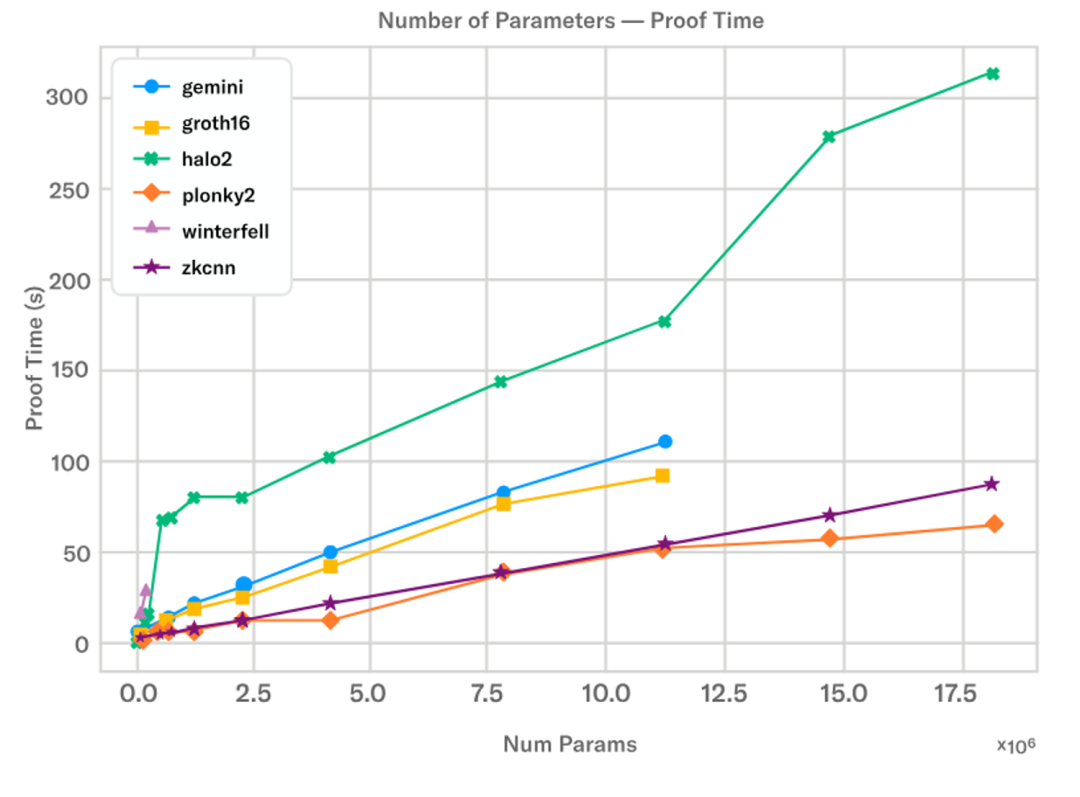 Number of Parameters — Proof Time
gemini
groth16
halo2
plonky2
winterfell
zkcnn
Proof Time (s)
300
250
200
150
100
50
0
0.0 2.5 5.0 7.5 10.0 12.5 15.0 17.5
Num Params
x10⁶